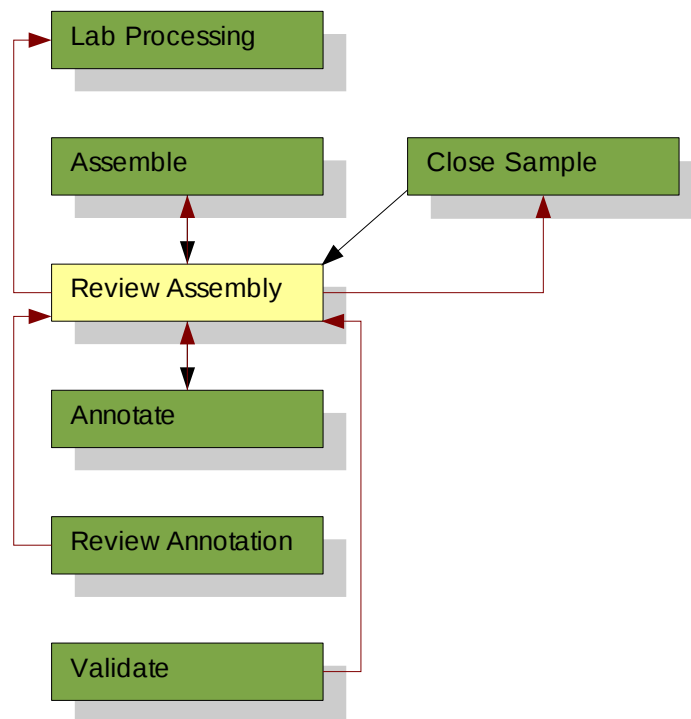 Lab Processing
Assemble
Close Sample
Review Assembly
Annotate
Review Annotation
Validate